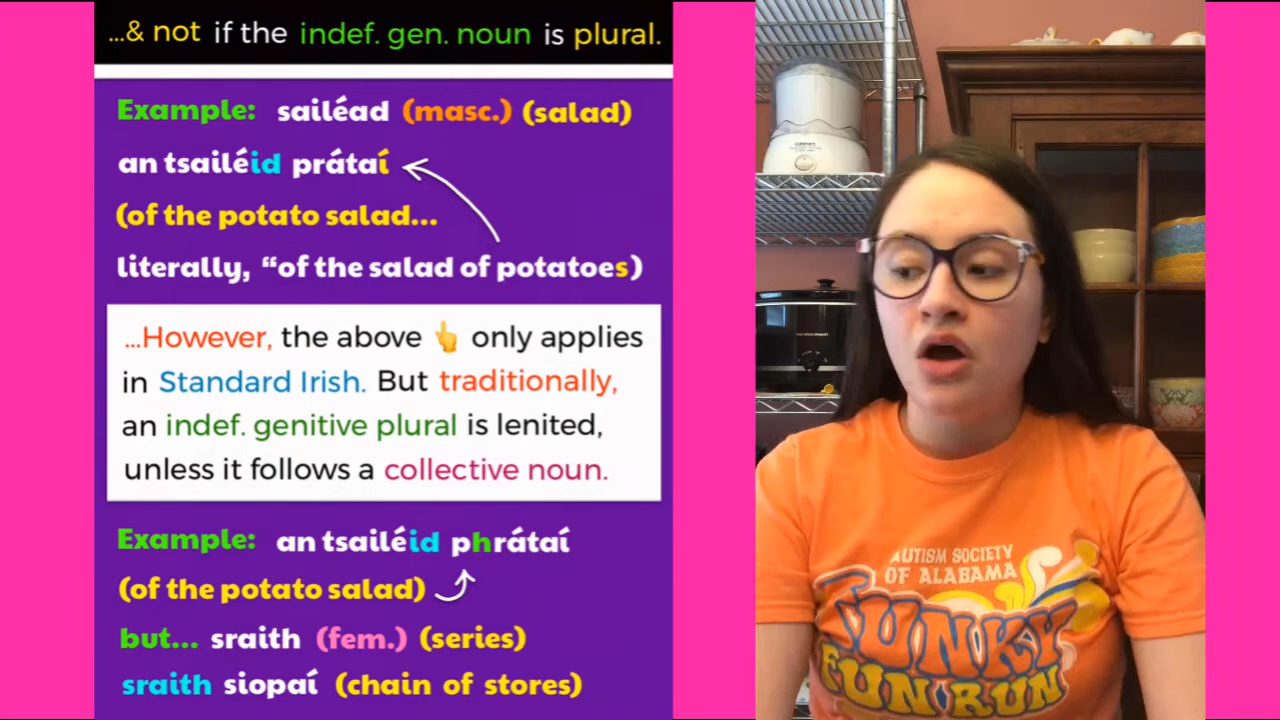 ...& not if the indef. gen. noun is plural.
Example: sailéad (masc.) (salad)
an tsailéid prátaí
(of the potato salad...
literally, “of the salad of potatoes)
...However, the above 👆 only applies
in Standard Irish. But traditionally,
an indef. genitive plural is lenited,
unless it follows a collective noun.
Example: an tsailéid phrátaí
(of the potato salad)
but... sraith (fem.) (series)
sraith siopaí (chain of stores)
AUTISM SOCIETY
OF ALABAMA
FUNKY
FUN RUN